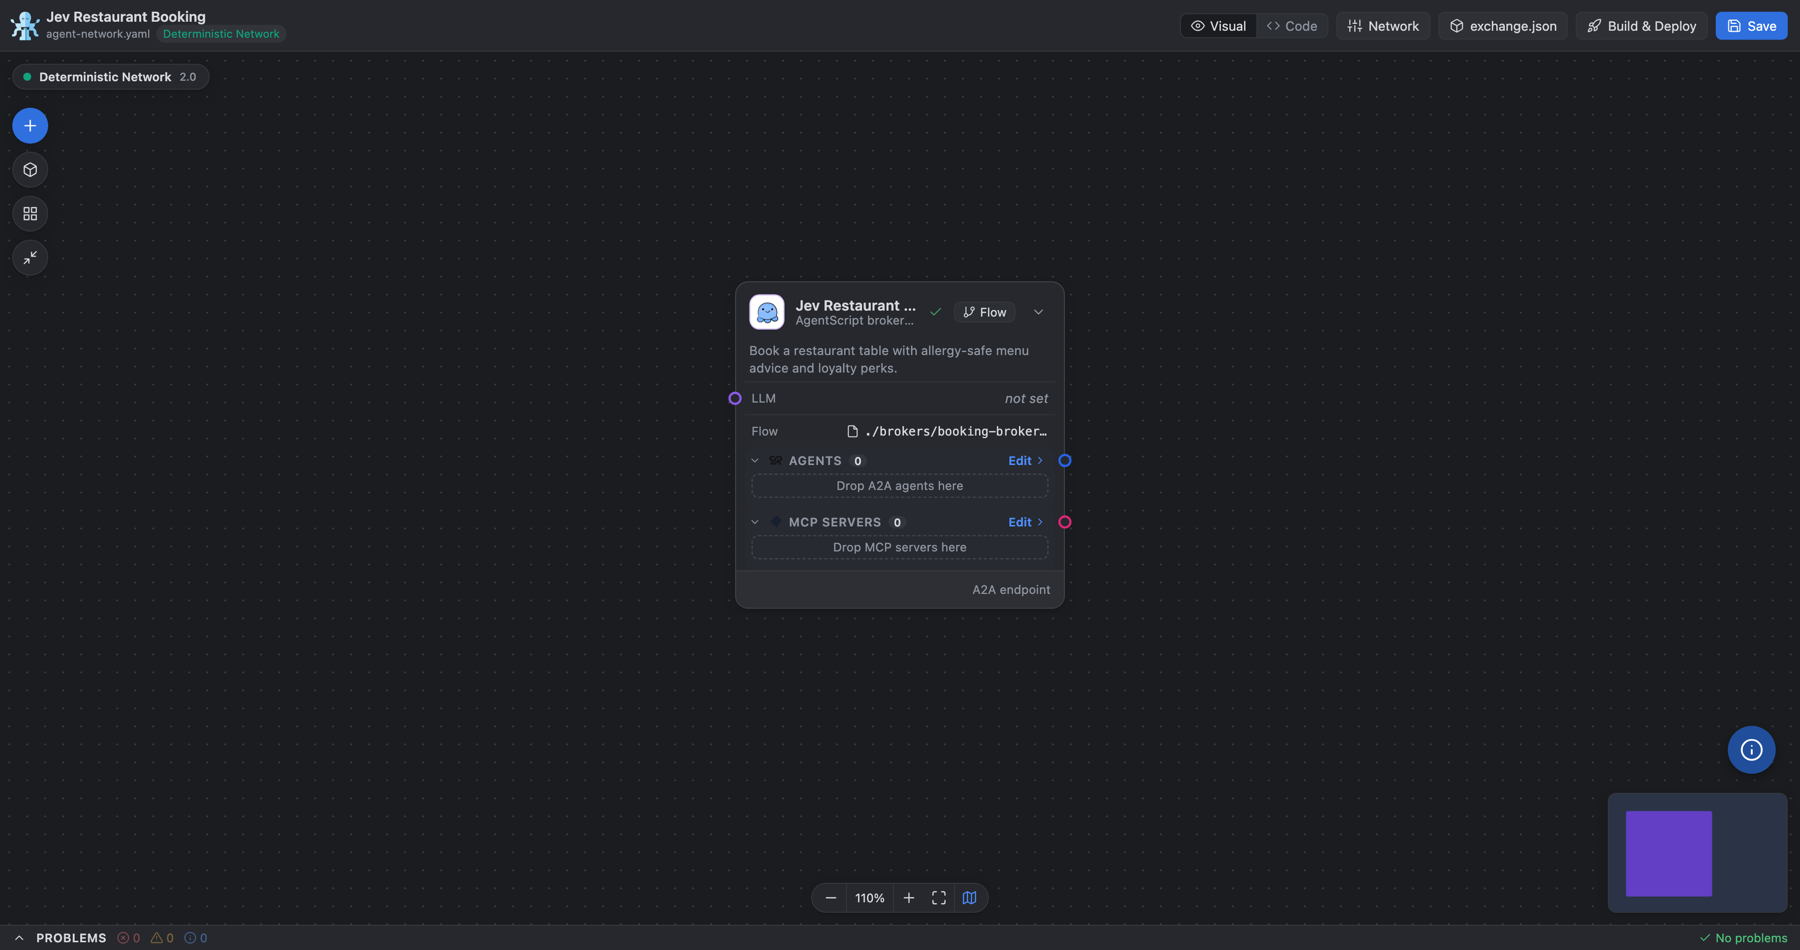 Jev Restaurant Booking
agent-network.yaml Deterministic Network
Visual Code Network exchange.json Build & Deploy Save
Deterministic Network 2.0
Jev Restaurant ... Flow
AgentScript broker...
Book a restaurant table with allergy-safe menu
advice and loyalty perks.
LLM not set
Flow ./brokers/booking-broker…
AGENTS 0 Edit
Drop A2A agents here
MCP SERVERS 0 Edit
Drop MCP servers here
A2A endpoint
110%
PROBLEMS 0 0 0 No problems